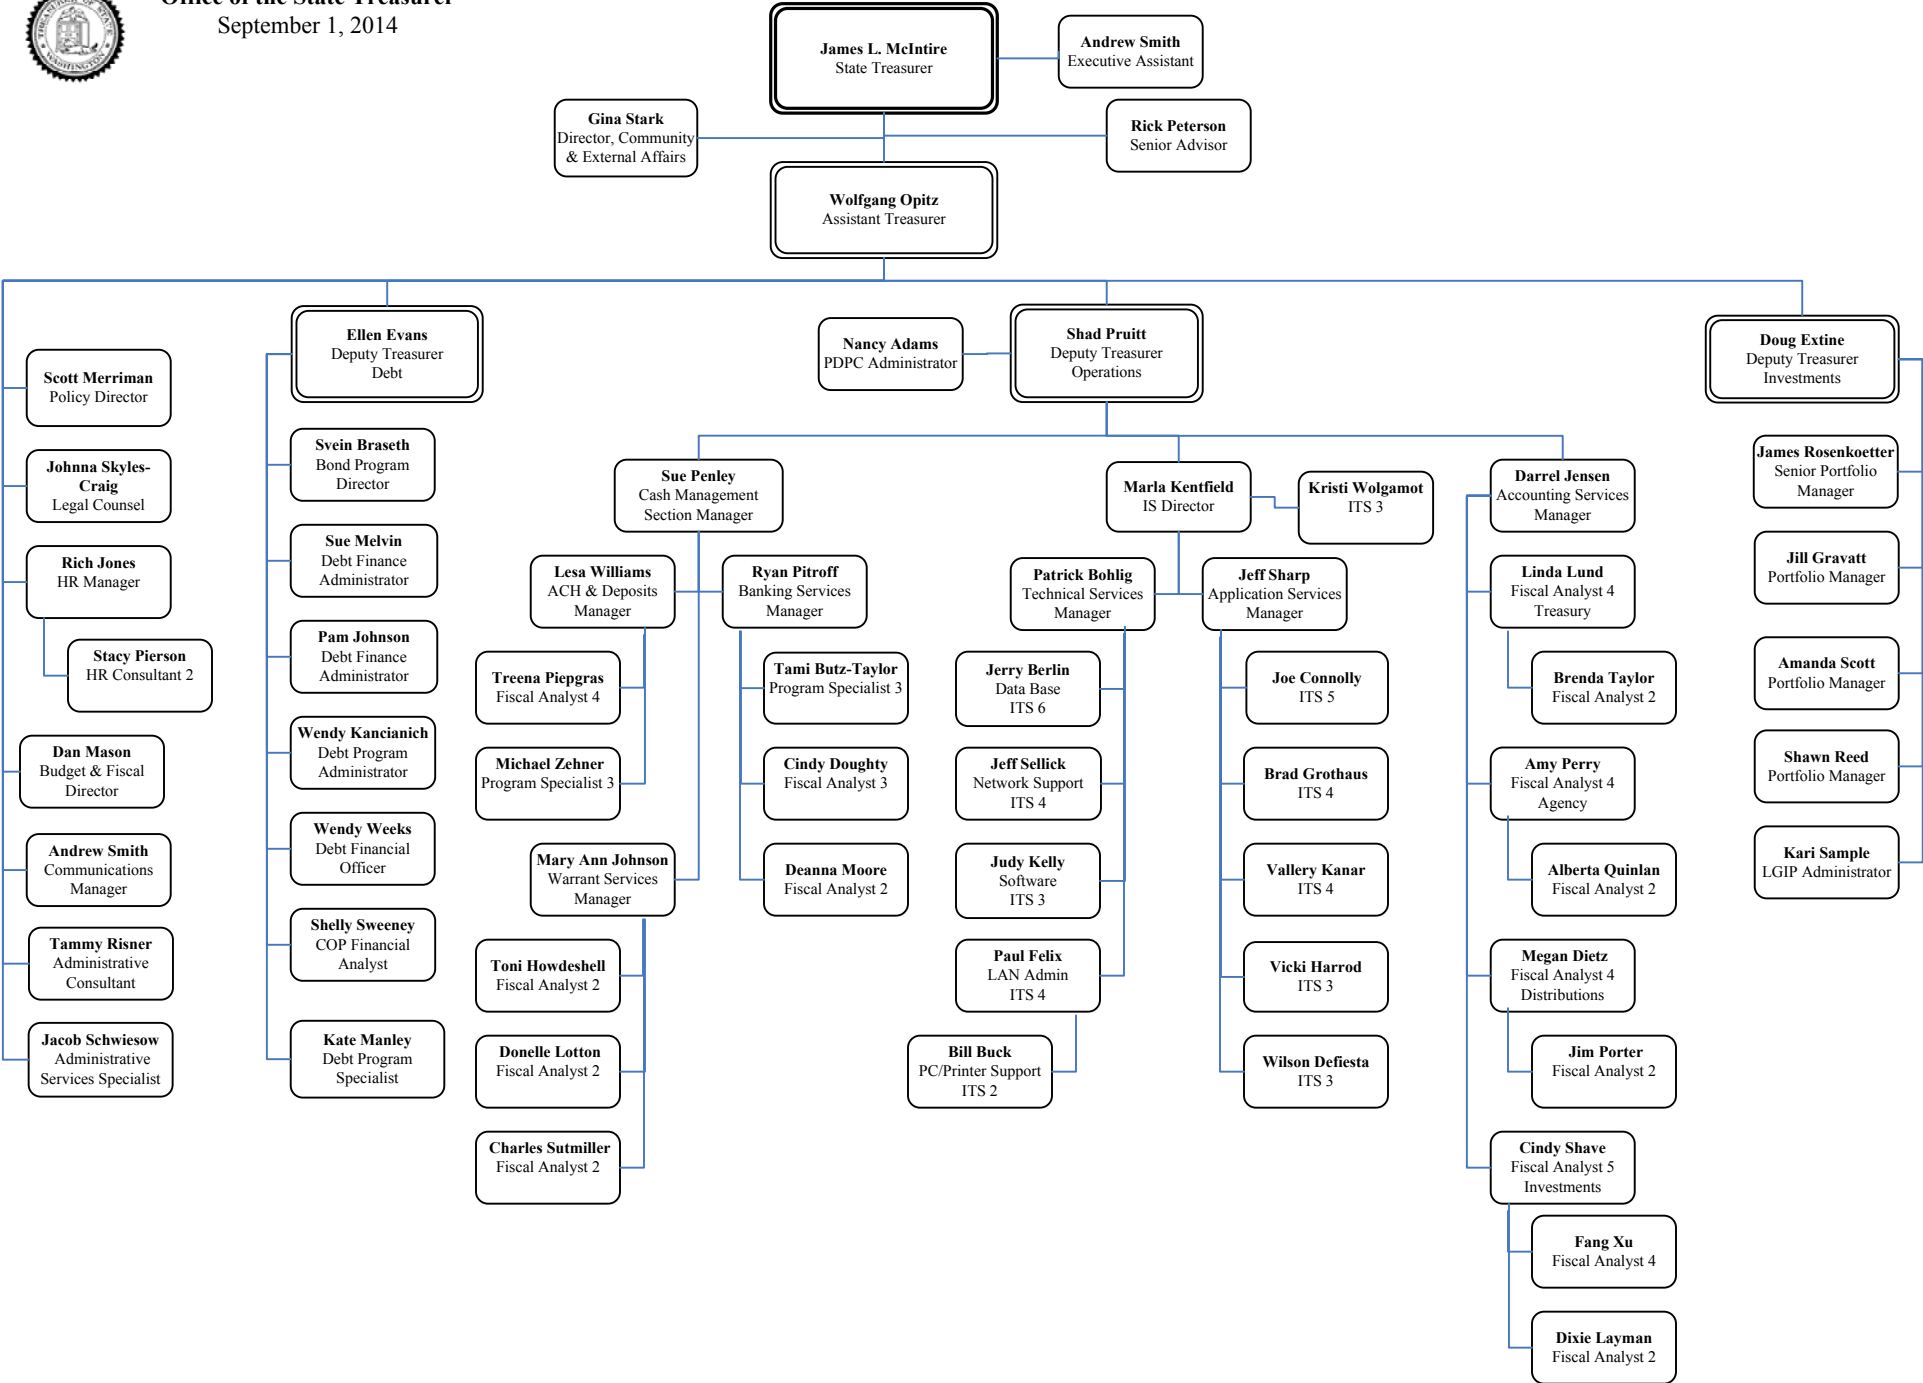 Office of the State Treasurer
September 1, 2014
TREASURER OF STATE
WASHINGTON
James L. McIntire
State Treasurer
Andrew Smith
Executive Assistant
Gina Stark
Director, Community
& External Affairs
Rick Peterson
Senior Advisor
Wolfgang Opitz
Assistant Treasurer
Scott Merriman
Policy Director
Johnna Skyles-
Craig
Legal Counsel
Rich Jones
HR Manager
Stacy Pierson
HR Consultant 2
Dan Mason
Budget & Fiscal
Director
Andrew Smith
Communications
Manager
Tammy Risner
Administrative
Consultant
Jacob Schwiesow
Administrative
Services Specialist
Ellen Evans
Deputy Treasurer
Debt
Svein Braseth
Bond Program
Director
Sue Melvin
Debt Finance
Administrator
Pam Johnson
Debt Finance
Administrator
Wendy Kancianich
Debt Program
Administrator
Wendy Weeks
Debt Financial
Officer
Shelly Sweeney
COP Financial
Analyst
Kate Manley
Debt Program
Specialist
Nancy Adams
PDPC Administrator
Shad Pruitt
Deputy Treasurer
Operations
Sue Penley
Cash Management
Section Manager
Lesa Williams
ACH & Deposits
Manager
Treena Piepgras
Fiscal Analyst 4
Michael Zehner
Program Specialist 3
Ryan Pitroff
Banking Services
Manager
Tami Butz-Taylor
Program Specialist 3
Cindy Doughty
Fiscal Analyst 3
Deanna Moore
Fiscal Analyst 2
Mary Ann Johnson
Warrant Services
Manager
Toni Howdeshell
Fiscal Analyst 2
Donelle Lotton
Fiscal Analyst 2
Charles Sutmiller
Fiscal Analyst 2
Marla Kentfield
IS Director
Kristi Wolgamot
ITS 3
Patrick Bohlig
Technical Services
Manager
Jerry Berlin
Data Base
ITS 6
Jeff Sellick
Network Support
ITS 4
Judy Kelly
Software
ITS 3
Paul Felix
LAN Admin
ITS 4
Bill Buck
PC/Printer Support
ITS 2
Jeff Sharp
Application Services
Manager
Joe Connolly
ITS 5
Brad Grothaus
ITS 4
Vallery Kanar
ITS 4
Vicki Harrod
ITS 3
Wilson Defiesta
ITS 3
Darrel Jensen
Accounting Services
Manager
Linda Lund
Fiscal Analyst 4
Treasury
Brenda Taylor
Fiscal Analyst 2
Amy Perry
Fiscal Analyst 4
Agency
Alberta Quinlan
Fiscal Analyst 2
Megan Dietz
Fiscal Analyst 4
Distributions
Jim Porter
Fiscal Analyst 2
Cindy Shave
Fiscal Analyst 5
Investments
Fang Xu
Fiscal Analyst 4
Dixie Layman
Fiscal Analyst 2
Doug Extine
Deputy Treasurer
Investments
James Rosenkoetter
Senior Portfolio
Manager
Jill Gravatt
Portfolio Manager
Amanda Scott
Portfolio Manager
Shawn Reed
Portfolio Manager
Kari Sample
LGIP Administrator